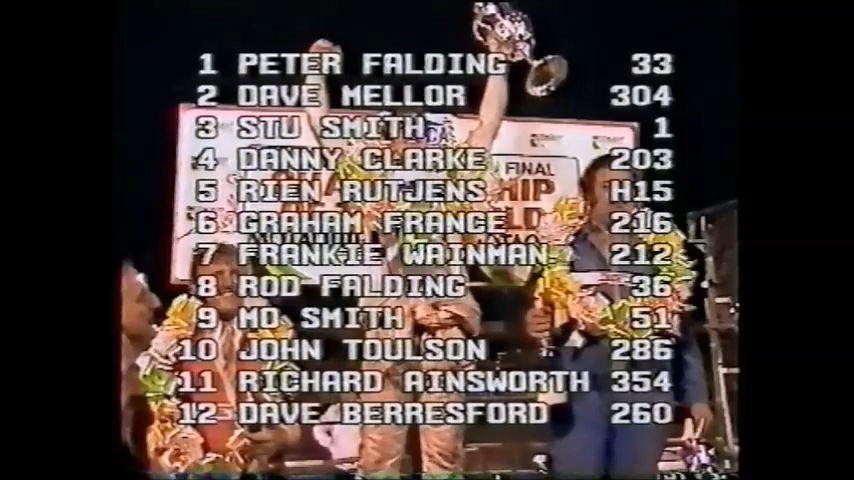 1 PETER FALDING 33
2 DAVE MELLOR 304
3 STU SMITH 1
4 DANNY CLARKE 203
5 RIEN RUTJENS H15
6 GRAHAM FRANCE 216
7 FRANKIE WAINMAN 212
8 ROD FALDING 36
9 MO SMITH 51
10 JOHN TOULSON 286
11 RICHARD AINSWORTH 354
12 DAVE BERRESFORD 260
FINAL